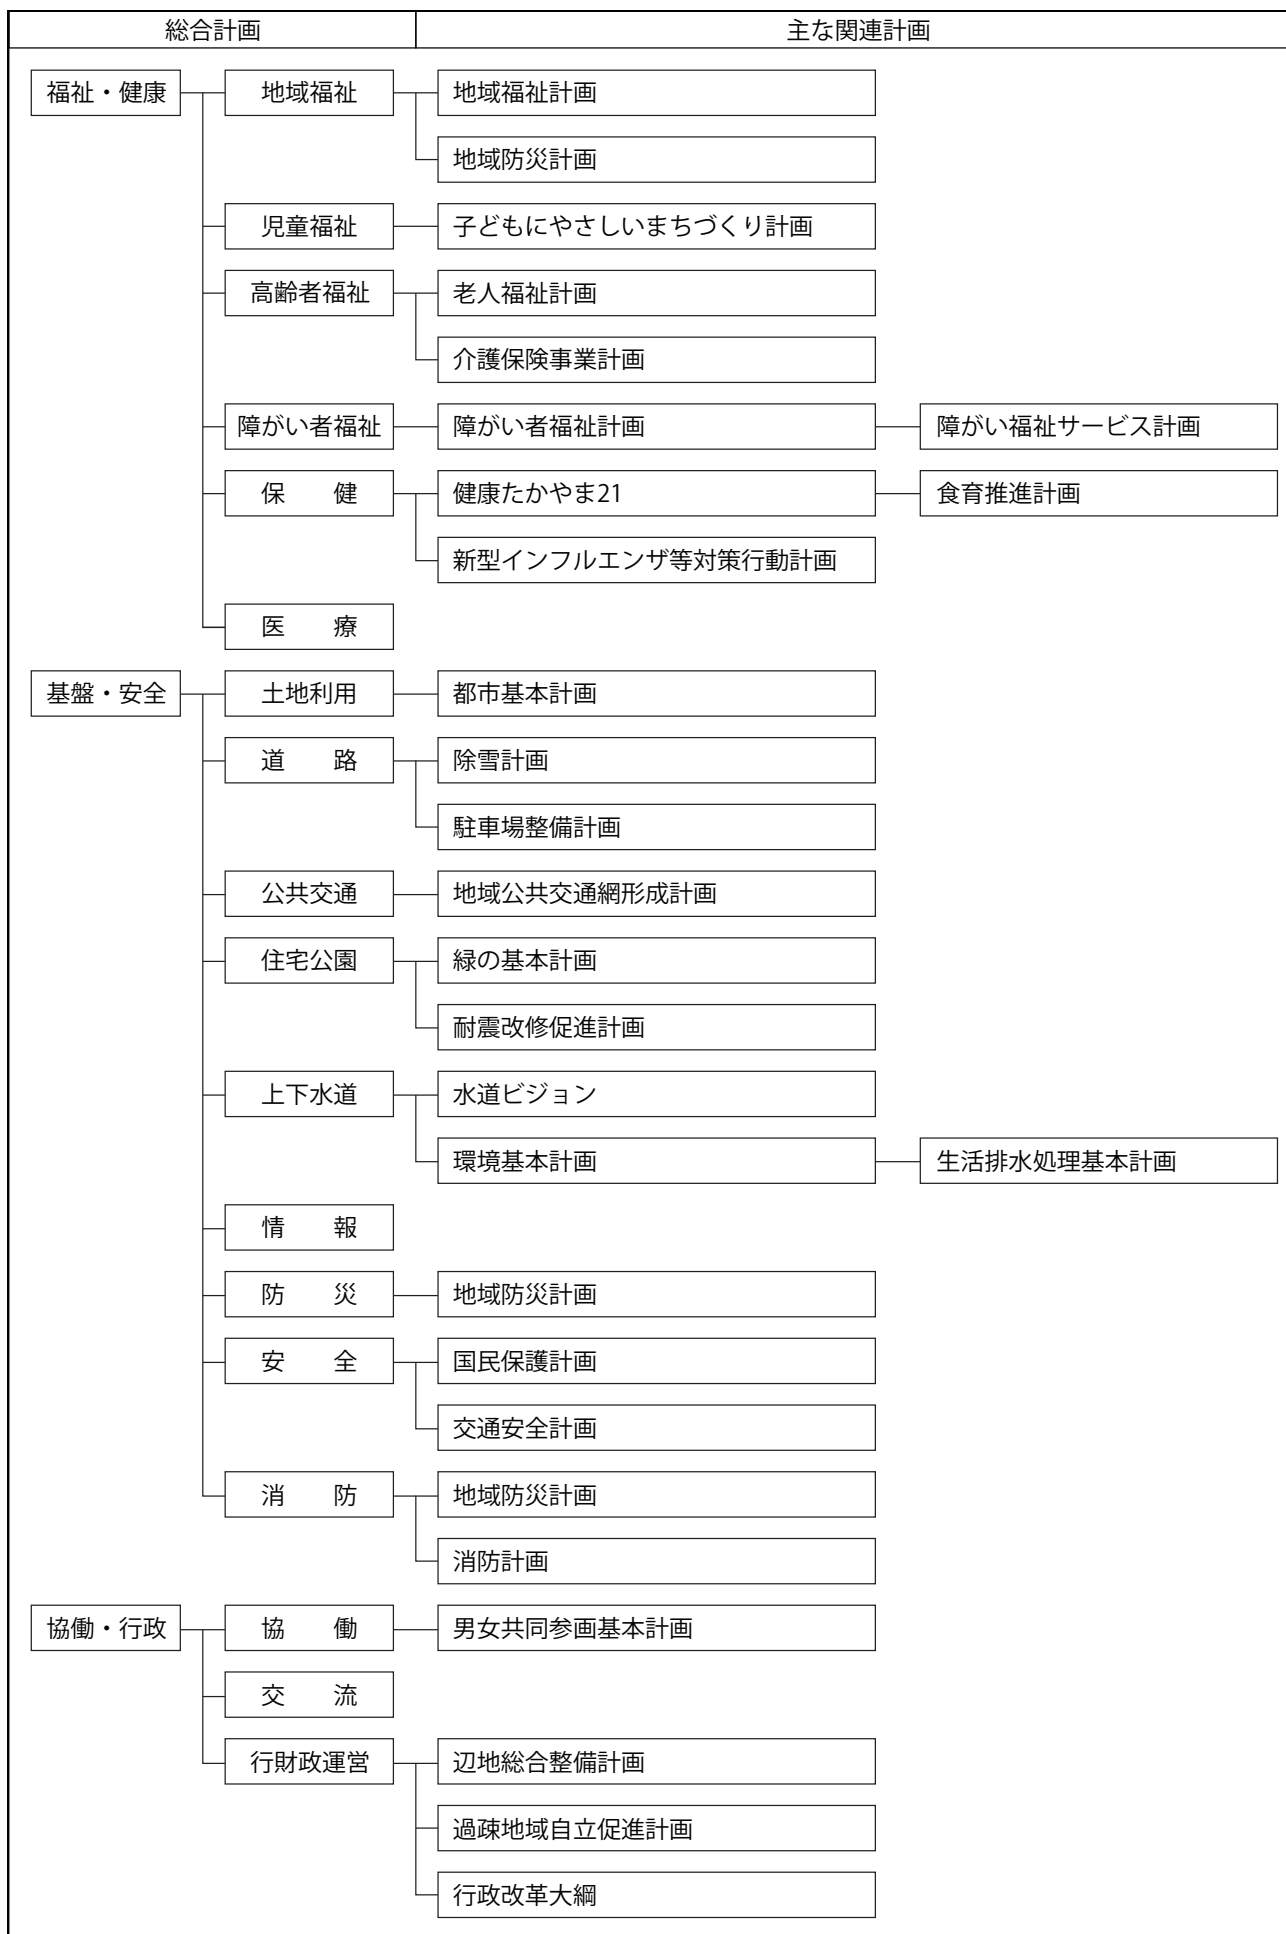 総合計画 主な関連計画
福祉・健康 地域福祉 地域福祉計画
地域防災計画
児童福祉 子どもにやさしいまちづくり計画
高齢者福祉 老人福祉計画
介護保険事業計画
障がい者福祉 障がい者福祉計画 障がい福祉サービス計画
保　　健 健康たかやま21 食育推進計画
新型インフルエンザ等対策行動計画
医　　療
基盤・安全 土地利用 都市基本計画
道　　路 除雪計画
駐車場整備計画
公共交通 地域公共交通網形成計画
住宅公園 緑の基本計画
耐震改修促進計画
上下水道 水道ビジョン
環境基本計画 生活排水処理基本計画
情　　報
防　　災 地域防災計画
安　　全 国民保護計画
交通安全計画
消　　防 地域防災計画
消防計画
協働・行政 協　　働 男女共同参画基本計画
交　　流
行財政運営 辺地総合整備計画
過疎地域自立促進計画
行政改革大綱